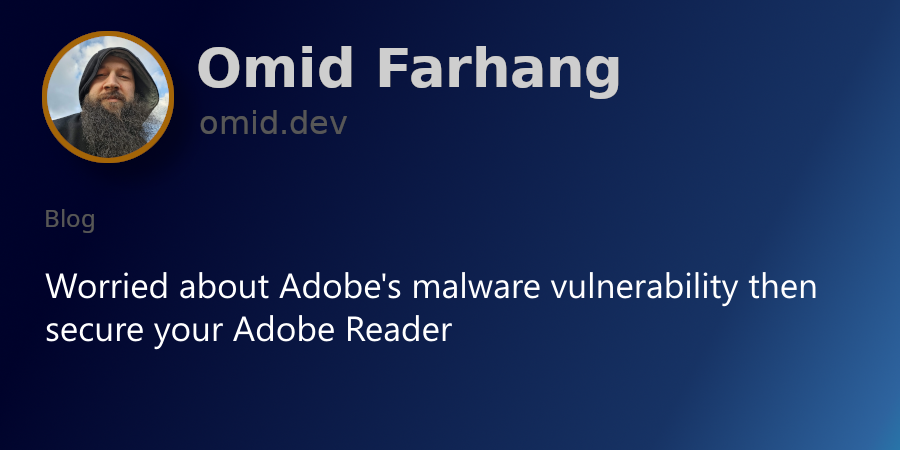 Omid Farhang
omid.dev
Blog
Worried about Adobe's malware vulnerability then
secure your Adobe Reader